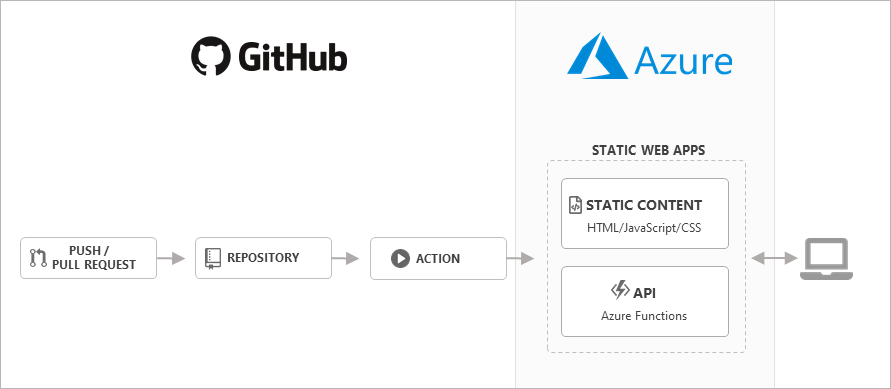 GitHub
Azure
STATIC WEB APPS
STATIC CONTENT
HTML/JavaScript/CSS
PUSH /
PULL REQUEST
REPOSITORY
ACTION
API
Azure Functions